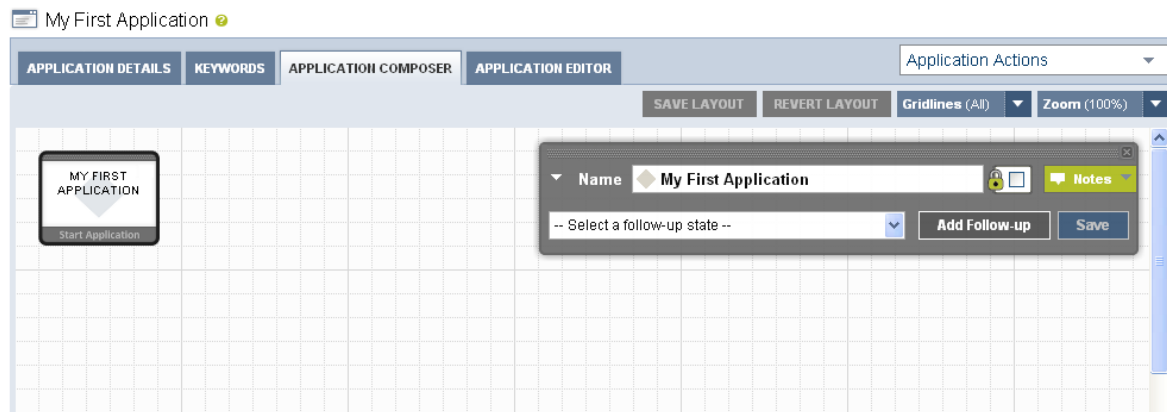 My First Application ?
APPLICATION DETAILS KEYWORDS APPLICATION COMPOSER APPLICATION EDITOR Application Actions
SAVE LAYOUT REVERT LAYOUT Gridlines (All) Zoom (100%)
MY FIRST
APPLICATION
Start Application
Name My First Application Notes
-- Select a follow-up state -- Add Follow-up Save